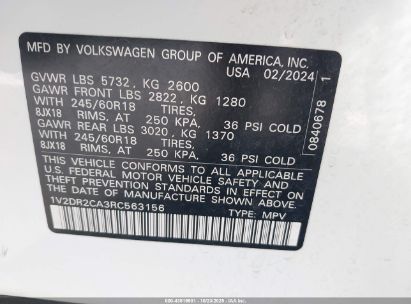 MFD BY VOLKSWAGEN GROUP OF AMERICA, INC.
USA 02/2024
GVWR LBS 5732, KG 2600
GAWR FRONT LBS 2822, KG 1280
WITH 245/60R18 TIRES,
8JX18 RIMS, AT 250 KPA, 36 PSI COLD
GAWR REAR LBS 3020, KG 1370
WITH 245/60R18 TIRES,
8JX18 RIMS, AT 250 KPA, 36 PSI COLD
THIS VEHICLE CONFORMS TO ALL APPLICABLE
U.S. FEDERAL MOTOR VEHICLE SAFETY AND
THEFT PREVENTION STANDARDS IN EFFECT ON
THE DATE OF MANUFACTURE SHOWN ABOVE.
1V2DR2CA3RC563156 TYPE: MPV
0840678 1